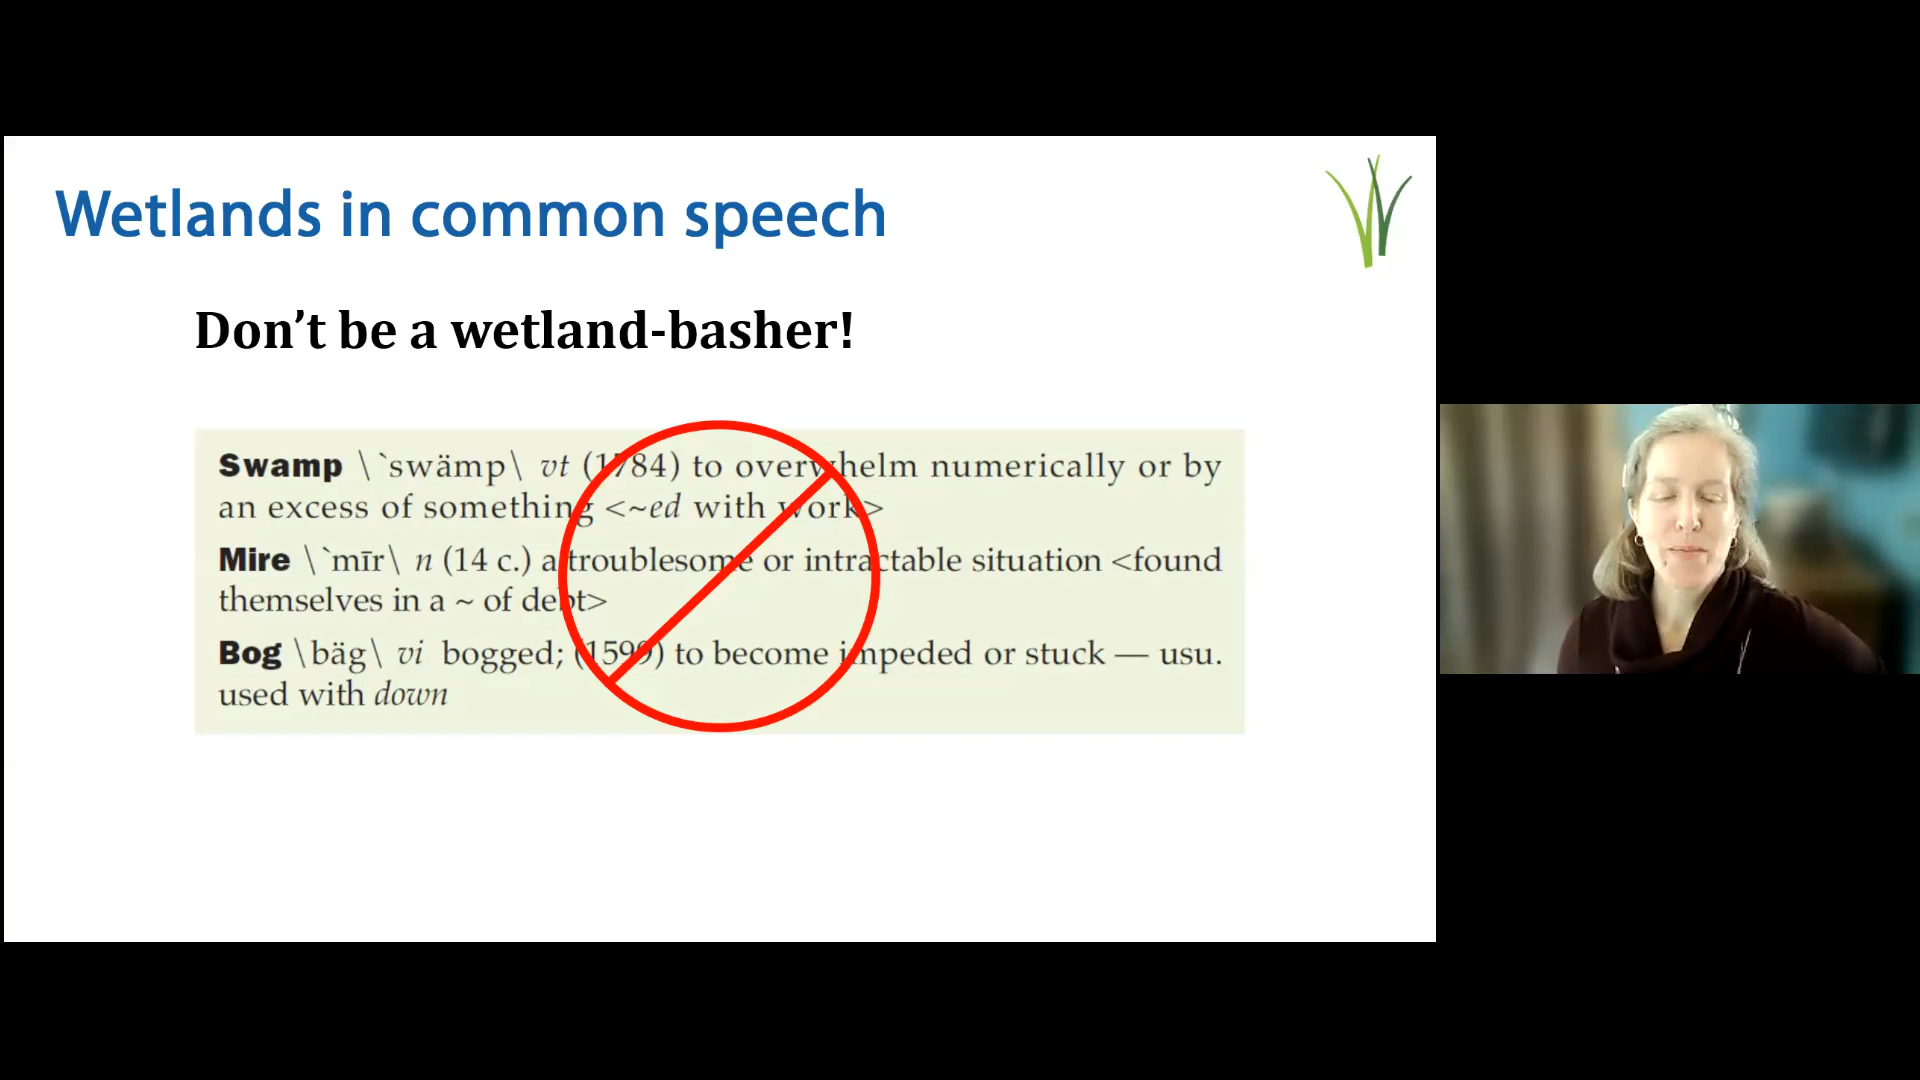 Wetlands in common speech
Don’t be a wetland-basher!
Swamp \ˋswämp\ vt (1784) to overwhelm numerically or by
an excess of something <~ed with work>
Mire \ˋmīr\ n (14 c.) a troublesome or intractable situation <found
themselves in a ~ of debt>
Bog \bäg\ vi bogged; (1599) to become impeded or stuck — usu.
used with down